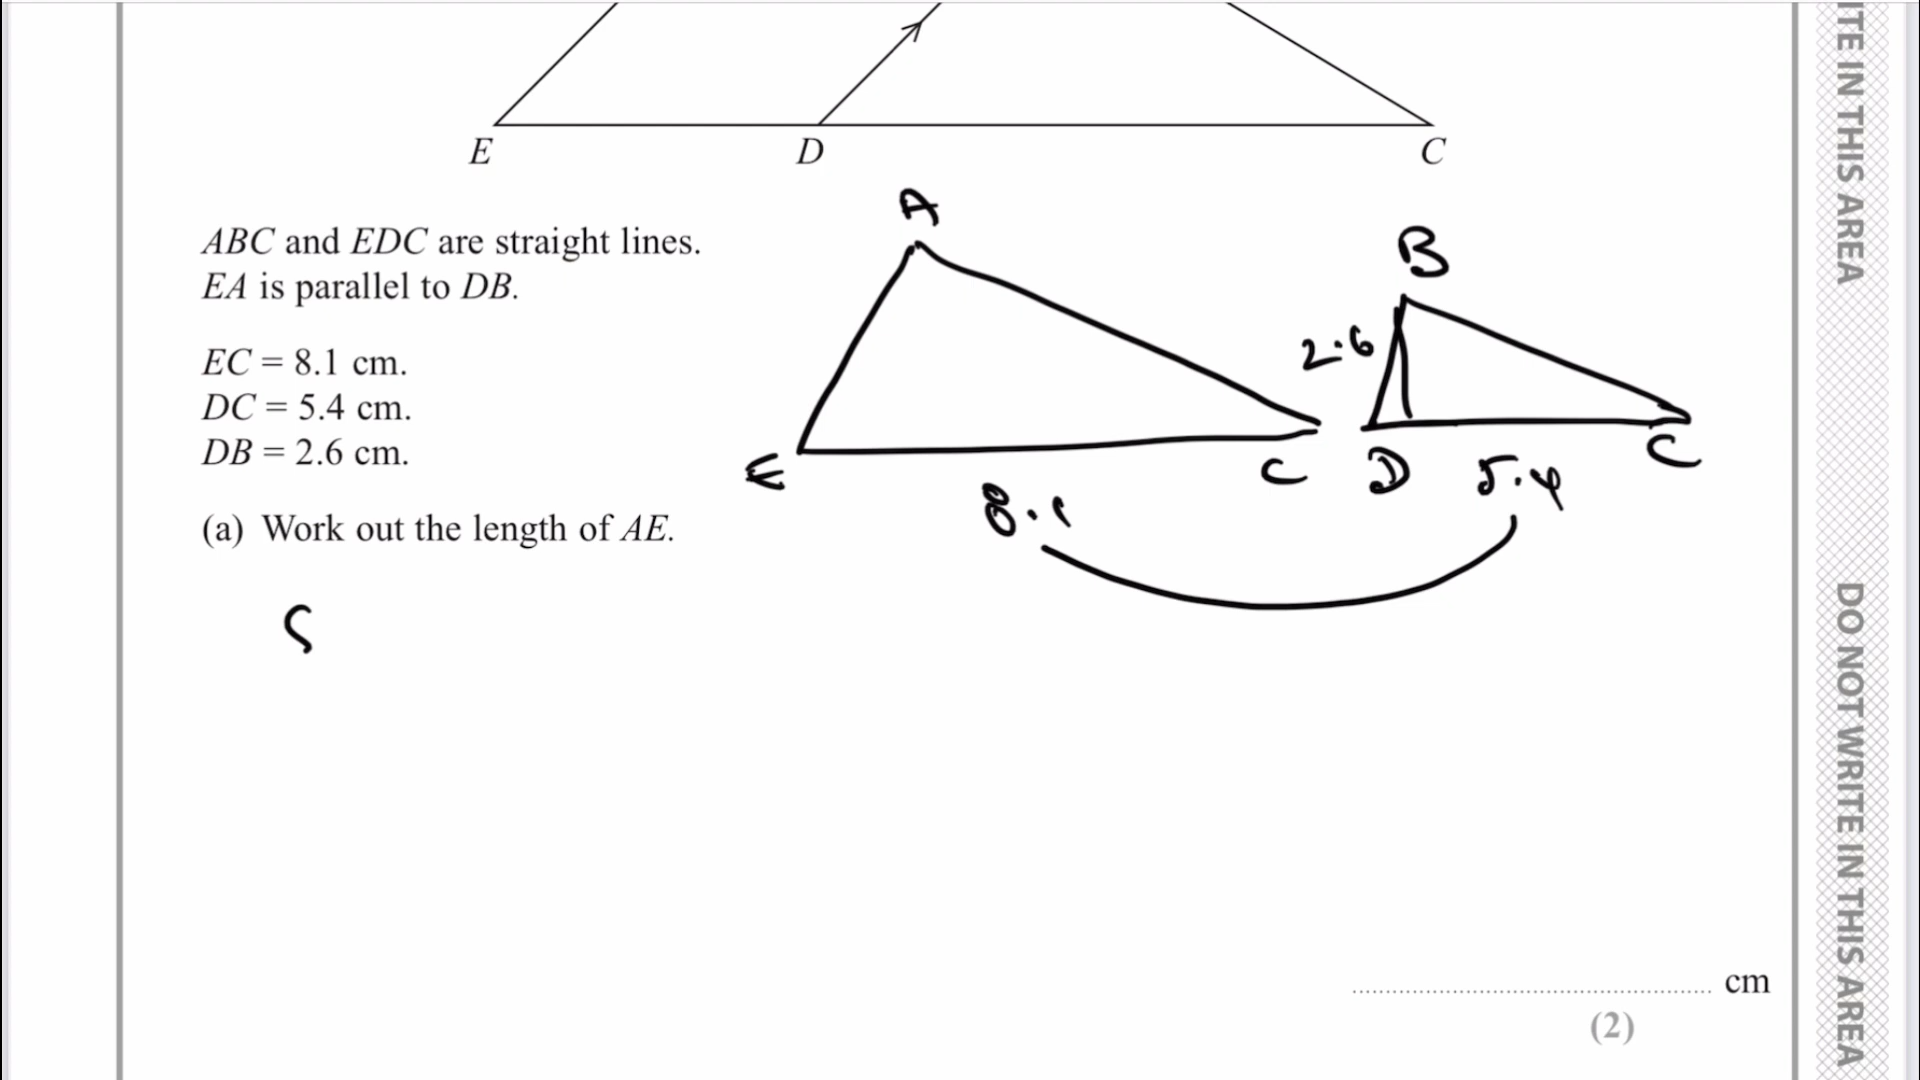 E D C
ABC and EDC are straight lines.
EA is parallel to DB.
EC = 8.1 cm.
DC = 5.4 cm.
DB = 2.6 cm.
(a) Work out the length of AE.
A
E C
8.1
B
2.6
D C
5.4
S
cm
(2)
ITE IN THIS AREA
DO NOT WRITE IN THIS AREA